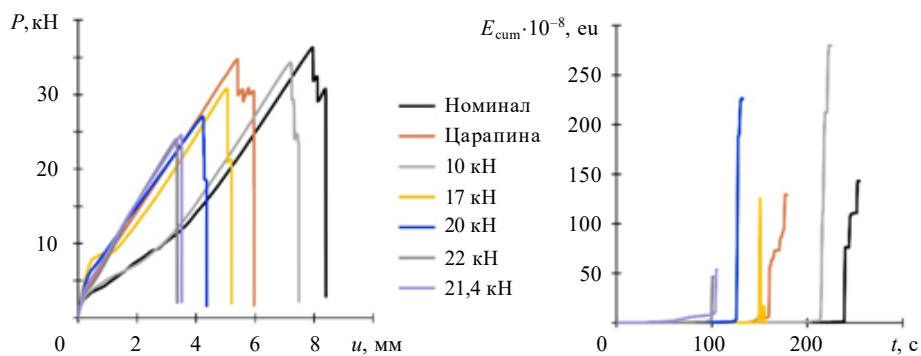 P, кН
30
20
10
0
2
4
6
8
u, мм
Номинал
Царапина
10 кН
17 кН
20 кН
22 кН
21,4 кН
E_cum·10⁻⁸, eu
300
250
200
150
100
50
0
100
200
t, с